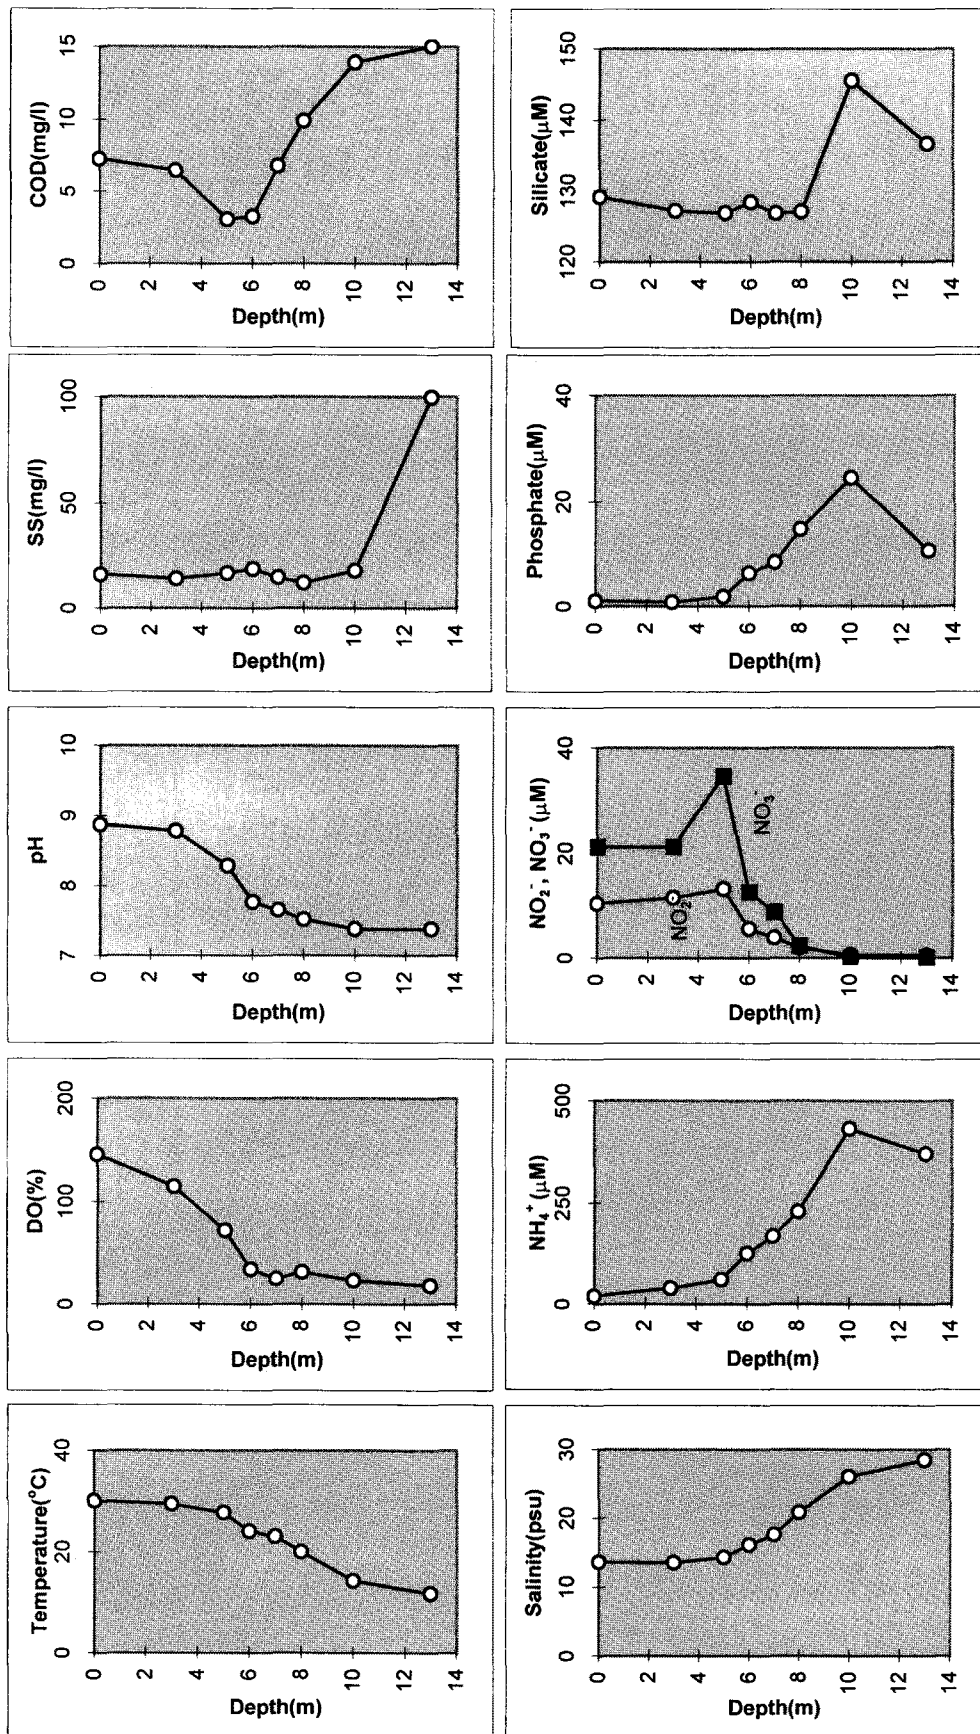 Temperature(°C)
0 20 40
0
2
4
6
8
10
12
14
Depth(m)
DO(%)
0 100 200
0
2
4
6
8
10
12
14
Depth(m)
pH
7 8 9 10
0
2
4
6
8
10
12
14
Depth(m)
SS(mg/l)
0 50 100
0
2
4
6
8
10
12
14
Depth(m)
COD(mg/l)
0 5 10 15
0
2
4
6
8
10
12
14
Depth(m)
Salinity(psu)
0 10 20 30
0
2
4
6
8
10
12
14
Depth(m)
NH₄⁺(μM)
0 250 500
0
2
4
6
8
10
12
14
Depth(m)
NO₂⁻, NO₃⁻(μM)
0 20 40
0
2
4
6
8
10
12
14
Depth(m)
NO₂⁻
NO₃⁻
Phosphate(μM)
0 20 40
0
2
4
6
8
10
12
14
Depth(m)
Silicate(μM)
120 130 140 150
0
2
4
6
8
10
12
14
Depth(m)